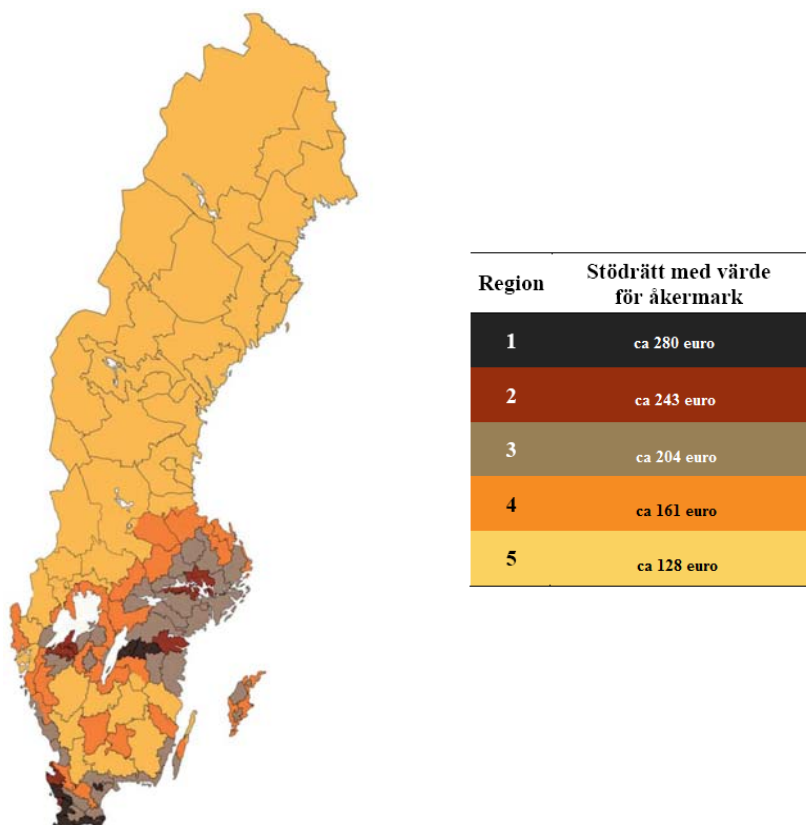 Region Stödrätt med värde
för åkermark
1 ca 280 euro
2 ca 243 euro
3 ca 204 euro
4 ca 161 euro
5 ca 128 euro